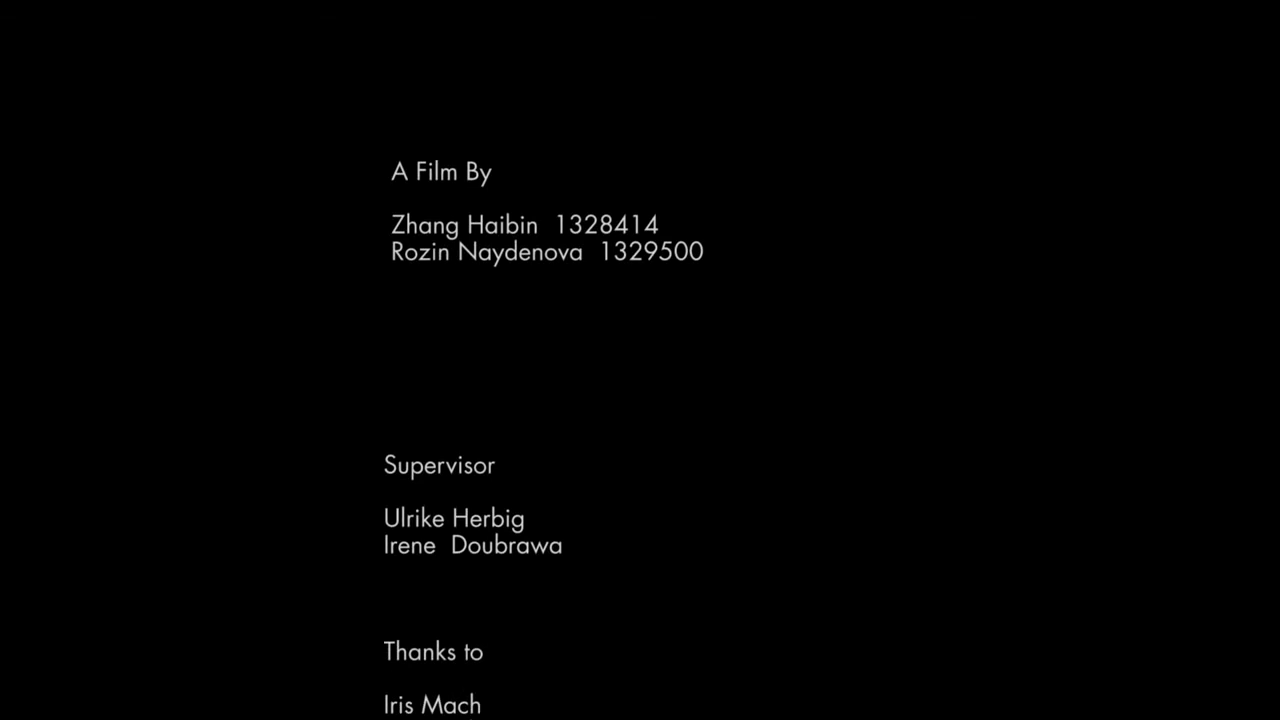 A Film By
Zhang Haibin 1328414
Rozin Naydenova 1329500
Supervisor
Ulrike Herbig
Irene Doubrawa
Thanks to
Iris Mach